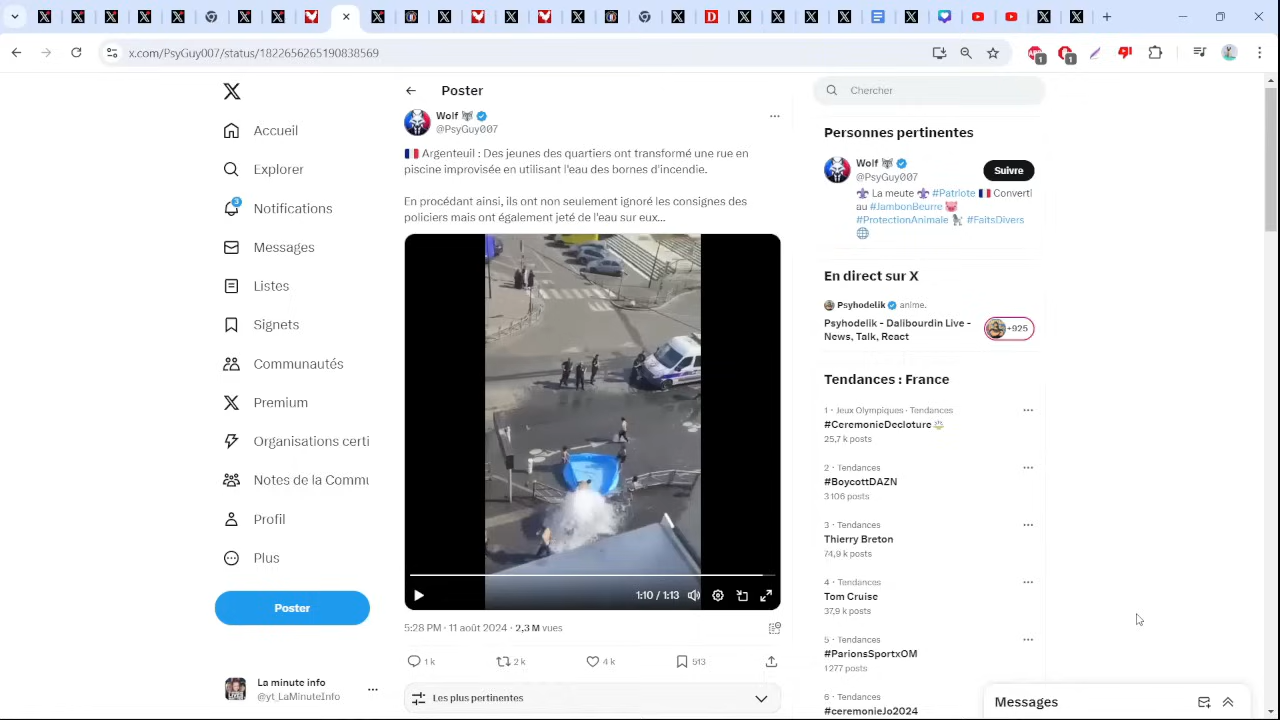 x.com/PsyGuy007/status/1822656265190838569
1
1
Poster
Chercher
Accueil
Explorer
3
Notifications
Messages
Listes
Signets
Communautés
Premium
Organisations certi
Notes de la Commu
Profil
Plus
Poster
La minute info
@yt_LaMinuteInfo
Wolf
@PsyGuy007
Argenteuil : Des jeunes des quartiers ont transformé une rue en
piscine improvisée en utilisant l'eau des bornes d'incendie.
En procédant ainsi, ils ont non seulement ignoré les consignes des
policiers mais ont également jeté de l'eau sur eux...
1:10 / 1:13
5:28 PM · 11 août 2024 · 2,3 M vues
1 k
2 k
4 k
513
Les plus pertinentes
Personnes pertinentes
Wolf
@PsyGuy007
Suivre
La meute #Patriote Converti
au #JambonBeurre
#ProtectionAnimale #FaitsDivers
En direct sur X
Psyhodelik anime.
Psyhodelik - Dalibourdin Live -
News, Talk, React
+925
Tendances : France
1 · Jeux Olympiques · Tendances
#CeremonieDecloture
25,7 k posts
2 · Tendances
#BoycottDAZN
3 106 posts
3 · Tendances
Thierry Breton
74,9 k posts
4 · Tendances
Tom Cruise
37,9 k posts
5 · Tendances
#ParionsSportxOM
1 277 posts
6 · Tendances
#ceremonieJo2024
Messages